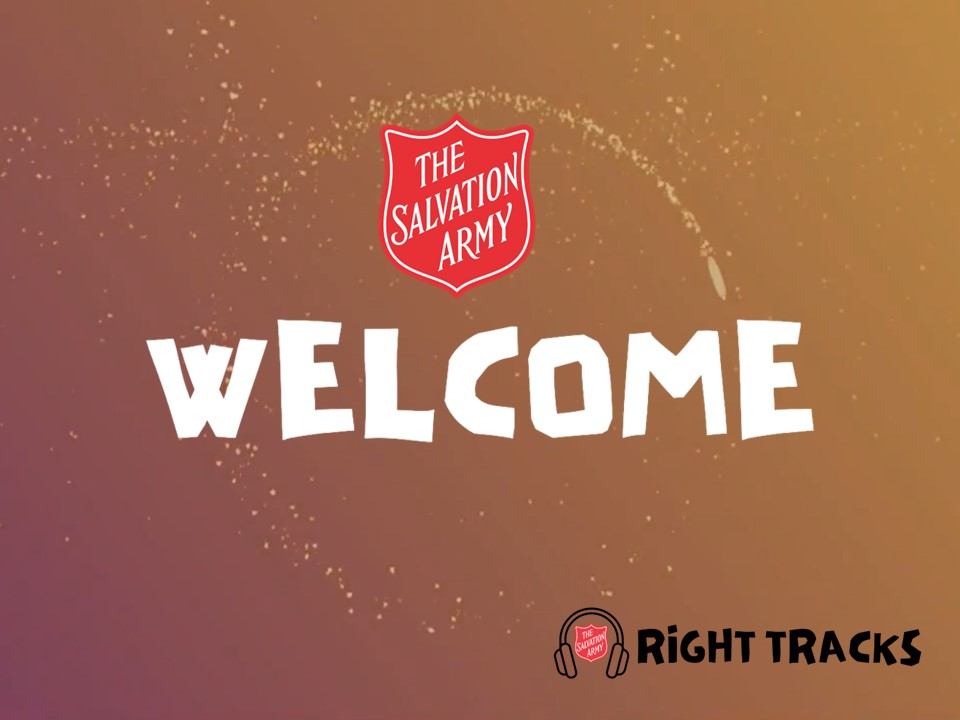 THE
SALVATION
ARMY
WELCOME
THE
SALVATION
ARMY
RiGHT TRACKS